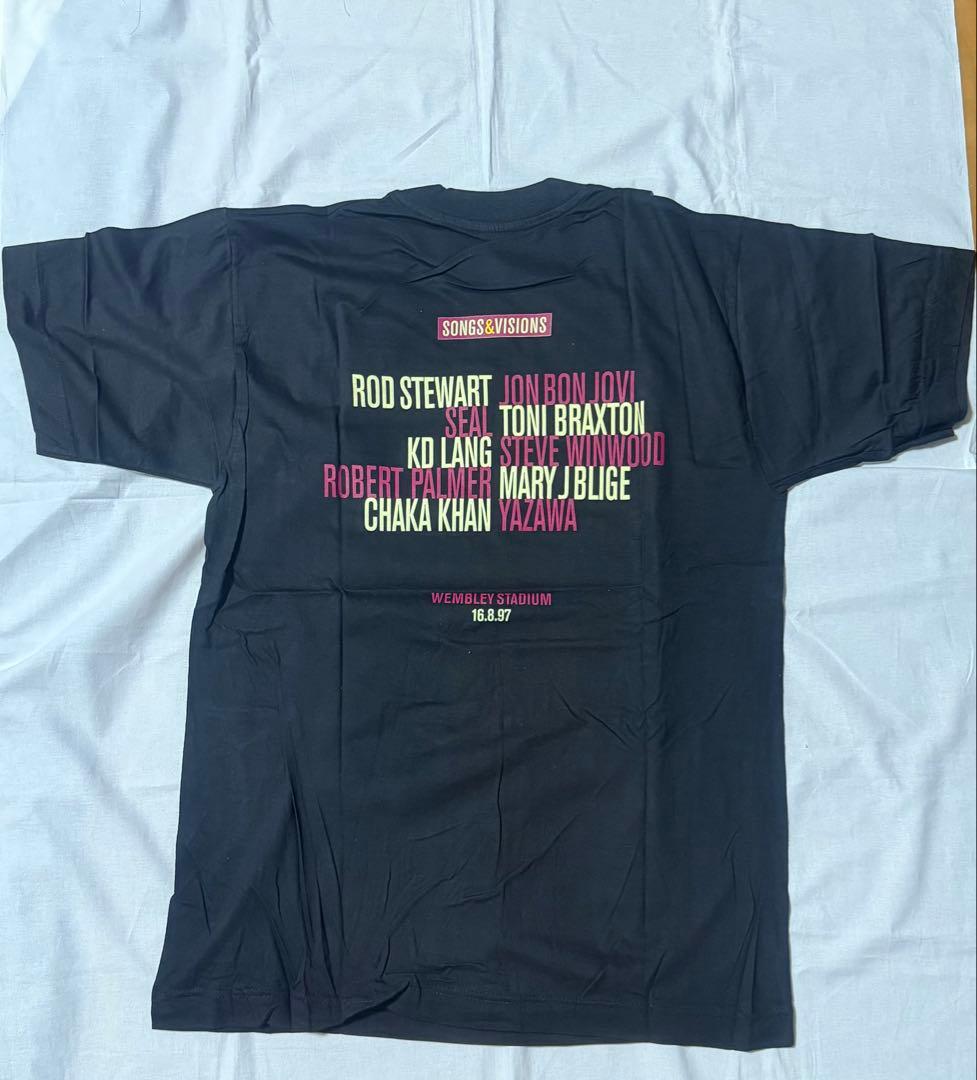 SONGS&VISIONS
ROD STEWART JON BON JOVI
SEAL TONI BRAXTON
KD LANG STEVE WINWOOD
ROBERT PALMER MARY J BLIGE
CHAKA KHAN YAZAWA
WEMBLEY STADIUM
16.8.97